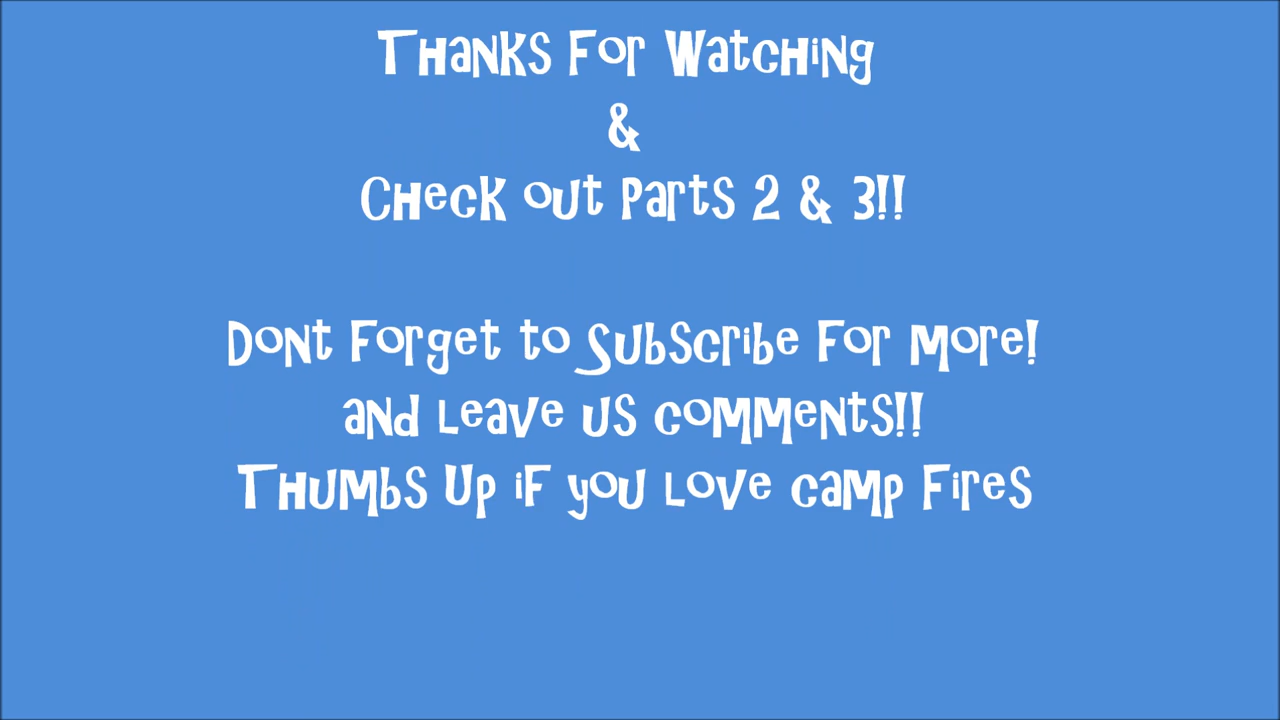 Thanks For Watching
&
Check out Parts 2 & 3!!
Dont Forget to Subscribe For More!
and Leave us comments!!
Thumbs Up if you Love camp Fires